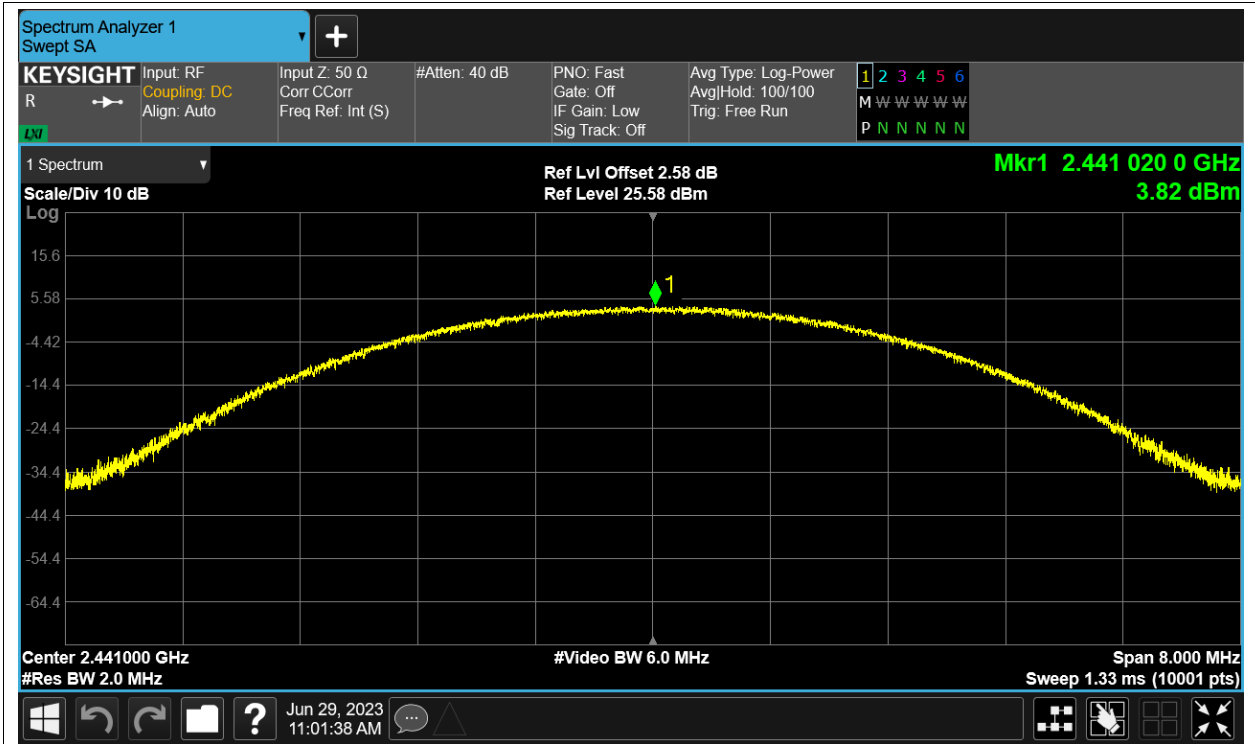 Spectrum Analyzer 1
Swept SA
KEYSIGHT
R
LXI
Input: RF
Coupling: DC
Align: Auto
Input Z: 50 Ω
Corr CCorr
Freq Ref: Int (S)
#Atten: 40 dB
PNO: Fast
Gate: Off
IF Gain: Low
Sig Track: Off
Avg Type: Log-Power
Avg|Hold: 100/100
Trig: Free Run
1 2 3 4 5 6
M W W W W W
P N N N N N
1 Spectrum
Scale/Div 10 dB
Log
Ref Lvl Offset 2.58 dB
Ref Level 25.58 dBm
Mkr1 2.441 020 0 GHz
3.82 dBm
1
15.6
5.58
-4.42
-14.4
-24.4
-34.4
-44.4
-54.4
-64.4
Center 2.441000 GHz
#Res BW 2.0 MHz
#Video BW 6.0 MHz
Span 8.000 MHz
Sweep 1.33 ms (10001 pts)
?
Jun 29, 2023
11:01:38 AM